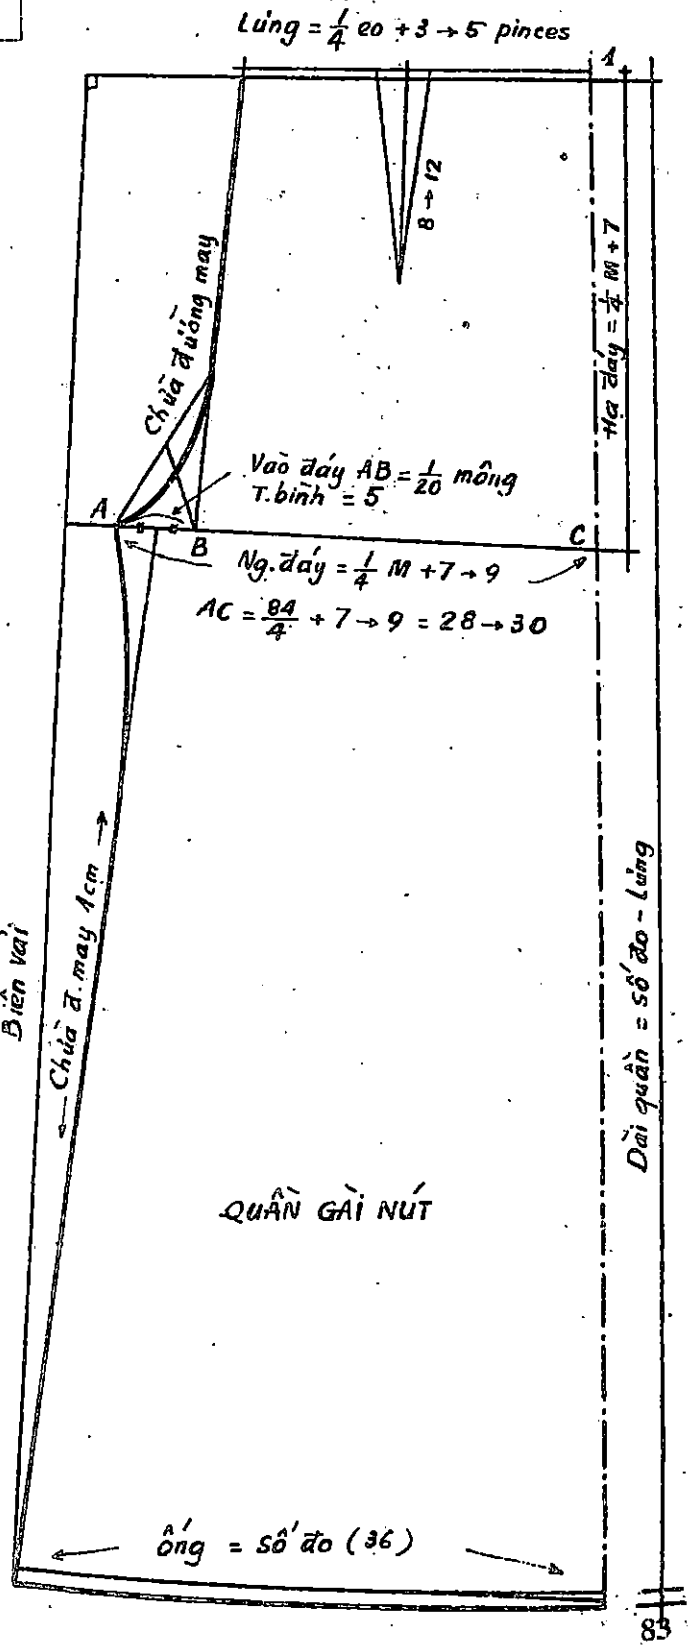 Lưng = 1/4 eo + 3 → 5 pinces
1
8 → 12
Hạ đáy = 1/4 M + 7
Chừa đường may
Vào đáy AB = 1/20 mông
T.bình = 5
A
B
C
Ng. đáy = 1/4 M + 7 → 9
AC = 84/4 + 7 → 9 = 28 → 30
Biên vải
Chừa đ. may 1cm
Dài quần = số đo - Lưng
QUẦN GÀI NÚT
ống = số đo (36)
83